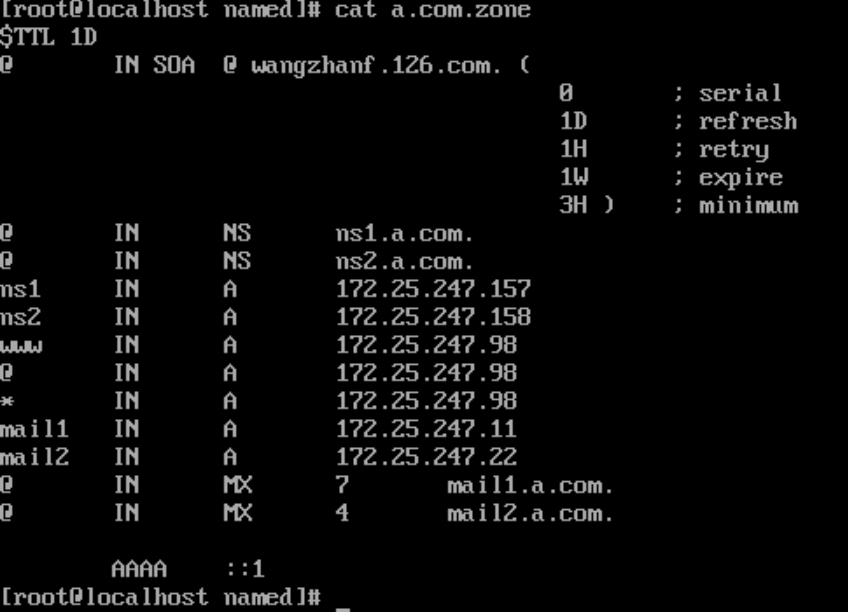 [root@localhost named]# cat a.com.zone
$TTL 1D
@ IN SOA @ wangzhanf.126.com. (
0 ; serial
1D ; refresh
1H ; retry
1W ; expire
3H ) ; minimum
@ IN NS ns1.a.com.
@ IN NS ns2.a.com.
ns1 IN A 172.25.247.157
ns2 IN A 172.25.247.158
www IN A 172.25.247.98
@ IN A 172.25.247.98
* IN A 172.25.247.98
mail1 IN A 172.25.247.11
mail2 IN A 172.25.247.22
@ IN MX 7 mail1.a.com.
@ IN MX 4 mail2.a.com.
AAAA ::1
[root@localhost named]# _